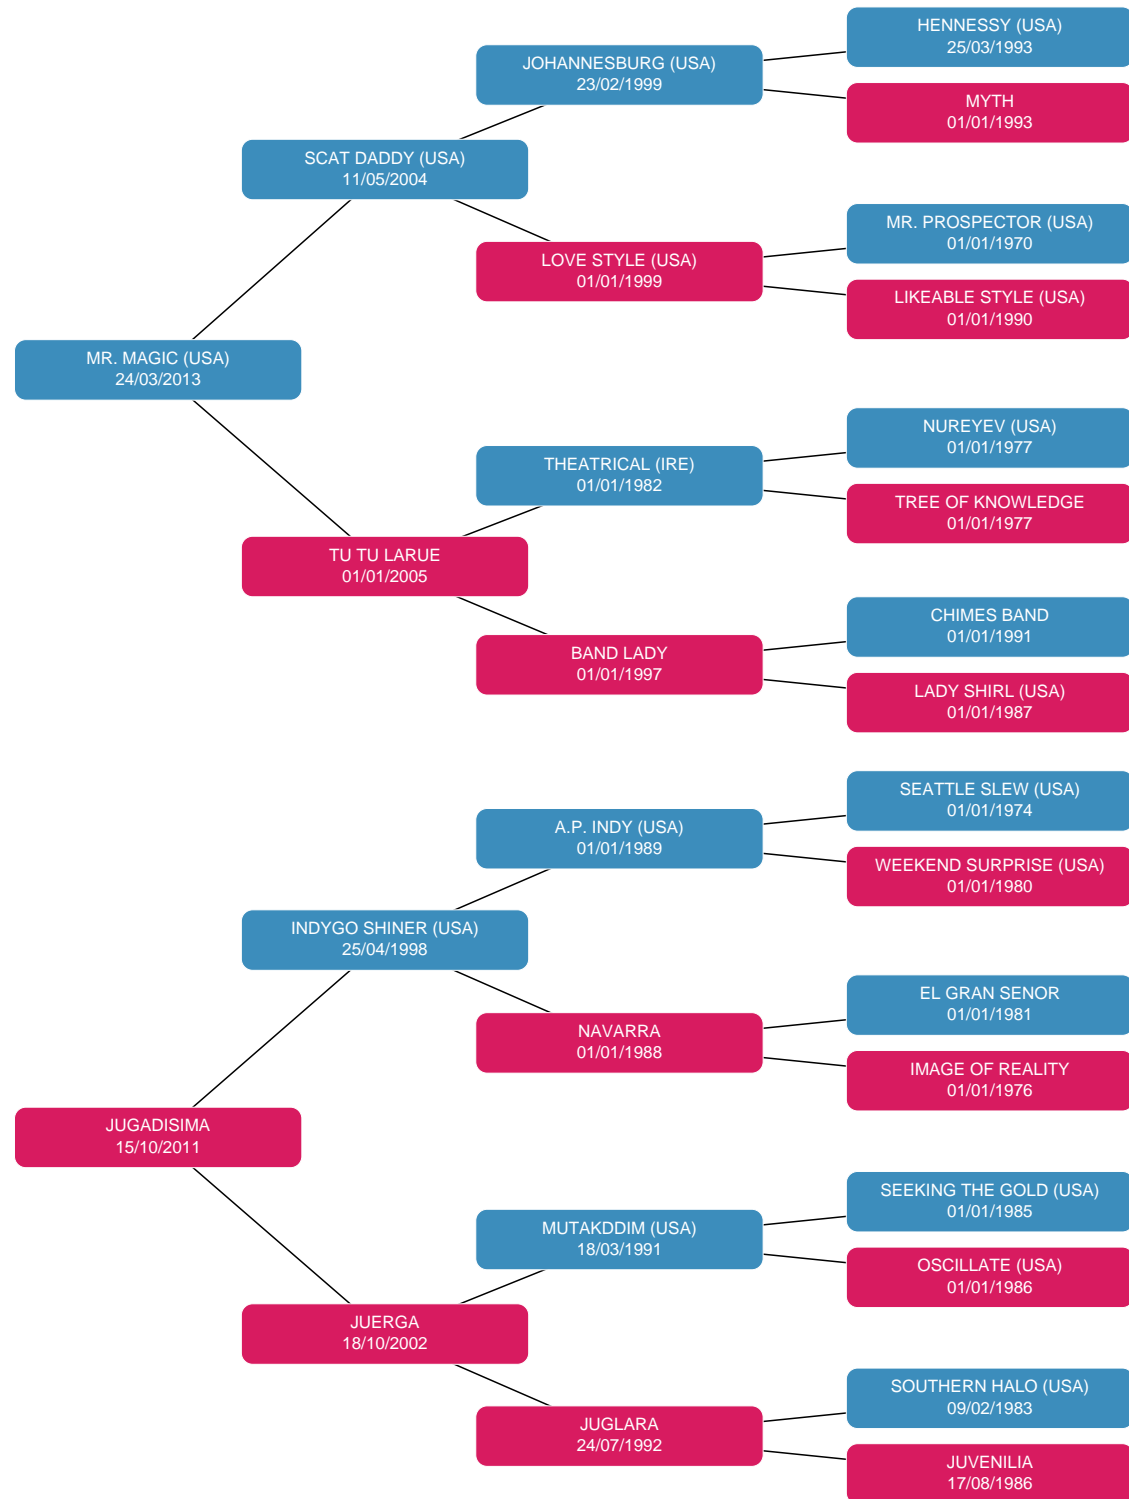 HENNESSY (USA)
25/03/1993
JOHANNESBURG (USA)
23/02/1999
MYTH
01/01/1993
SCAT DADDY (USA)
11/05/2004
MR. PROSPECTOR (USA)
01/01/1970
LOVE STYLE (USA)
01/01/1999
LIKEABLE STYLE (USA)
01/01/1990
MR. MAGIC (USA)
24/03/2013
NUREYEV (USA)
01/01/1977
THEATRICAL (IRE)
01/01/1982
TREE OF KNOWLEDGE
01/01/1977
TU TU LARUE
01/01/2005
CHIMES BAND
01/01/1991
BAND LADY
01/01/1997
LADY SHIRL (USA)
01/01/1987
SEATTLE SLEW (USA)
01/01/1974
A.P. INDY (USA)
01/01/1989
WEEKEND SURPRISE (USA)
01/01/1980
INDYGO SHINER (USA)
25/04/1998
EL GRAN SENOR
01/01/1981
NAVARRA
01/01/1988
IMAGE OF REALITY
01/01/1976
JUGADISIMA
15/10/2011
SEEKING THE GOLD (USA)
01/01/1985
MUTAKDDIM (USA)
18/03/1991
OSCILLATE (USA)
01/01/1986
JUERGA
18/10/2002
SOUTHERN HALO (USA)
09/02/1983
JUGLARA
24/07/1992
JUVENILIA
17/08/1986